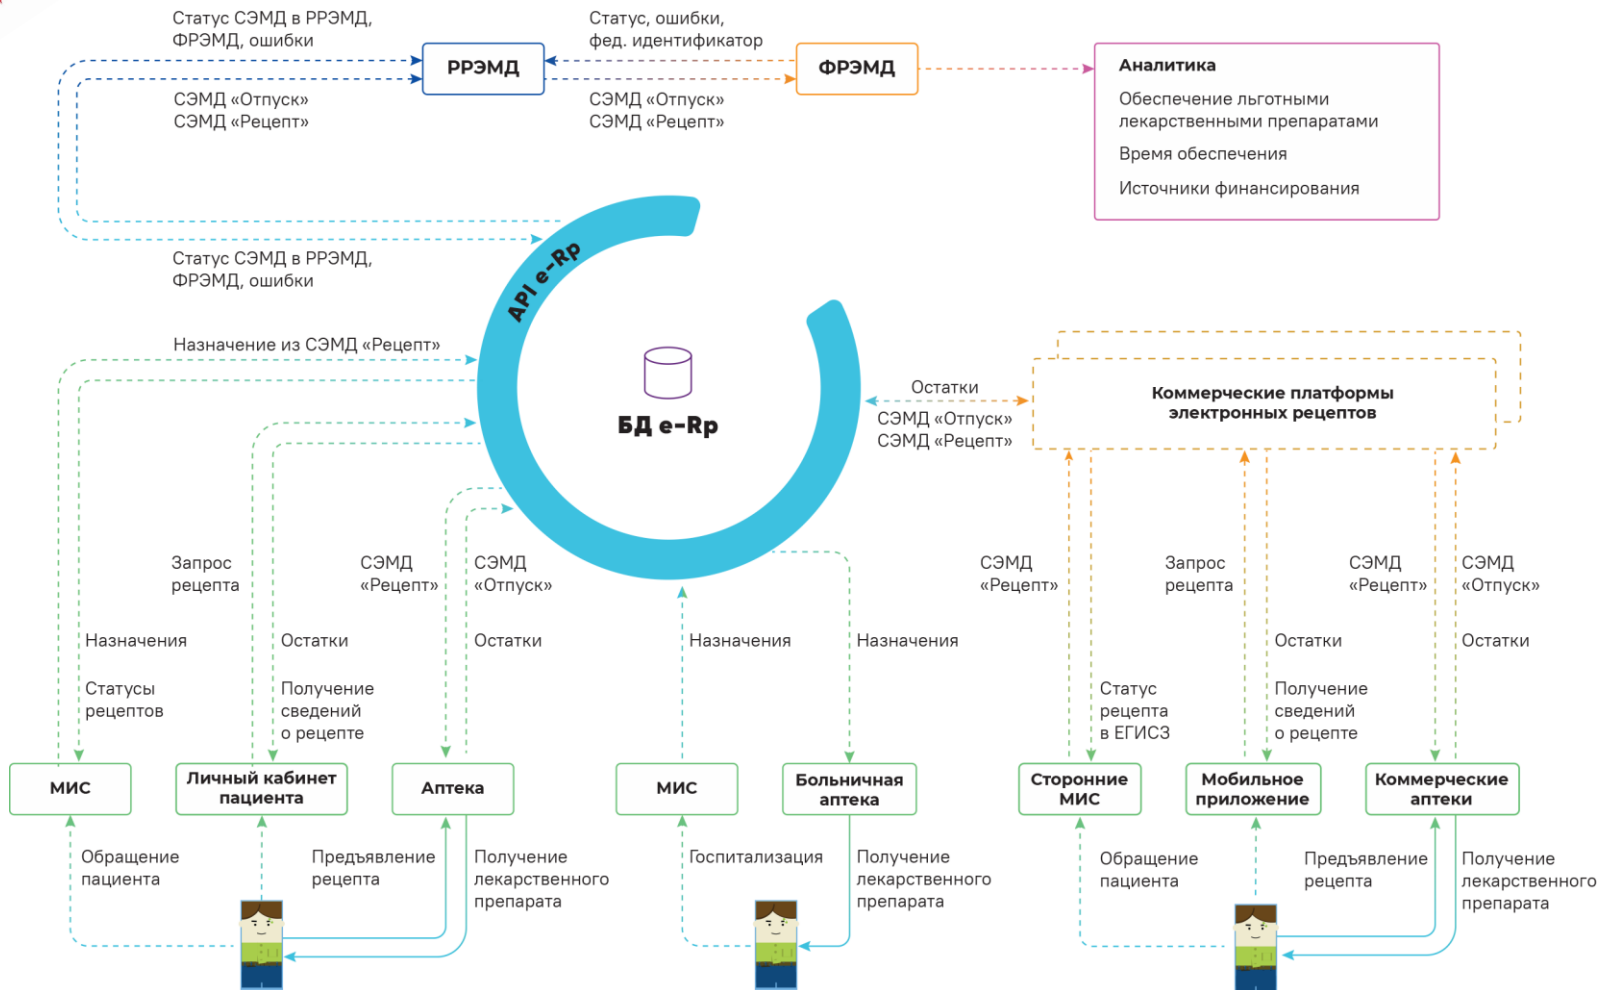 Статус СЭМД в РРЭМД,
ФРЭМД, ошибки
Статус, ошибки,
фед. идентификатор
РРЭМД
ФРЭМД
СЭМД «Отпуск»
СЭМД «Рецепт»
СЭМД «Отпуск»
СЭМД «Рецепт»
Аналитика
Обеспечение льготными
лекарственными препаратами
Время обеспечения
Источники финансирования
Статус СЭМД в РРЭМД,
ФРЭМД, ошибки
API e-Rp
БД e-Rp
Назначение из СЭМД «Рецепт»
Остатки
СЭМД «Отпуск»
СЭМД «Рецепт»
Коммерческие платформы
электронных рецептов
Назначения
Статусы
рецептов
Запрос
рецепта
Остатки
Получение
сведений
о рецепте
СЭМД
«Рецепт»
СЭМД
«Отпуск»
Остатки
Назначения
Назначения
СЭМД
«Рецепт»
Статус
рецепта
в ЕГИСЗ
Запрос
рецепта
Остатки
Получение
сведений
о рецепте
СЭМД
«Рецепт»
СЭМД
«Отпуск»
Остатки
МИС
Личный кабинет
пациента
Аптека
МИС
Больничная
аптека
Сторонние
МИС
Мобильное
приложение
Коммерческие
аптеки
Обращение
пациента
Предъявление
рецепта
Получение
лекарственного
препарата
Госпитализация
Получение
лекарственного
препарата
Обращение
пациента
Предъявление
рецепта
Получение
лекарственного
препарата